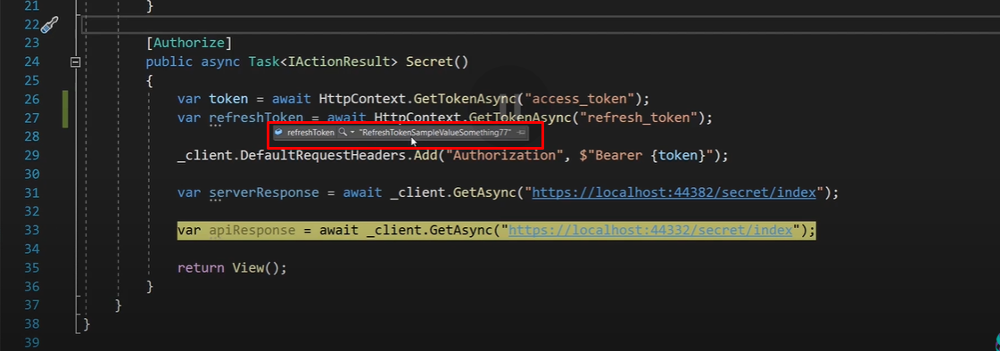 21 }
22
23 [Authorize]
24 public async Task<IActionResult> Secret()
25 {
26 var token = await HttpContext.GetTokenAsync("access_token");
27 var refreshToken = await HttpContext.GetTokenAsync("refresh_token");
refreshToken "RefreshTokenSampleValueSomething77"
28
29 _client.DefaultRequestHeaders.Add("Authorization", $"Bearer {token}");
30
31 var serverResponse = await _client.GetAsync("https://localhost:44382/secret/index");
32
33 var apiResponse = await _client.GetAsync("https://localhost:44332/secret/index");
34
35 return View();
36 }
37 }
38 }
39